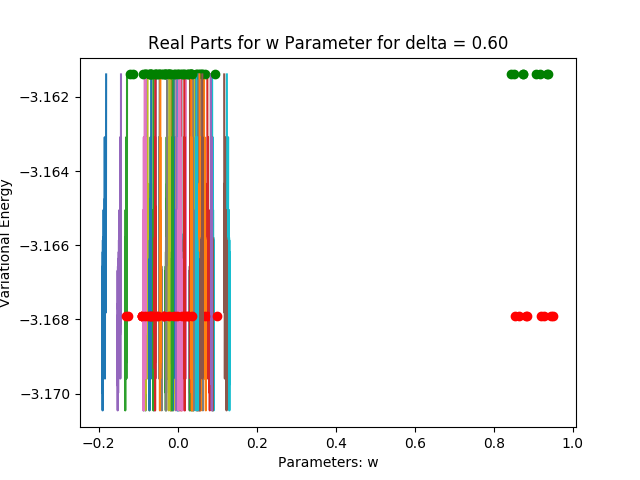 Real Parts for w Parameter for delta = 0.60
Variational Energy
−3.162
−3.164
−3.166
−3.168
−3.170
−0.2 0.0 0.2 0.4 0.6 0.8 1.0
Parameters: w